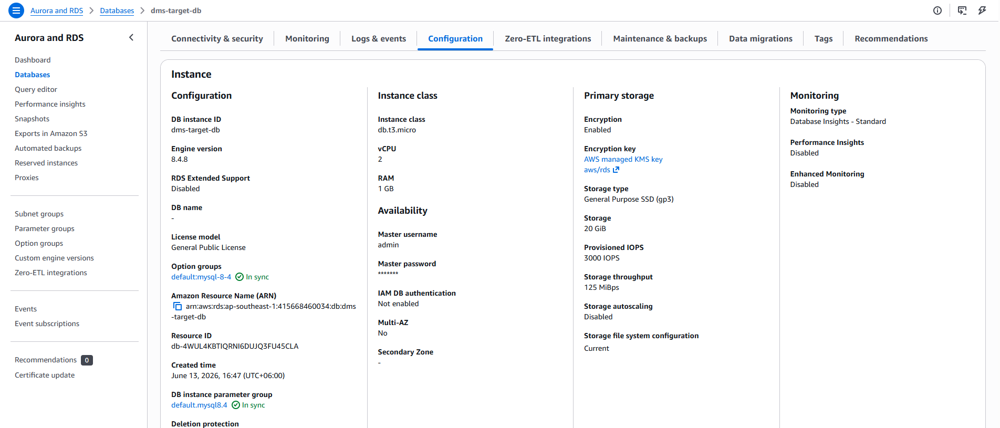 Aurora and RDS > Databases > dms-target-db
Aurora and RDS
Dashboard
Databases
Query editor
Performance insights
Snapshots
Exports in Amazon S3
Automated backups
Reserved instances
Proxies
Subnet groups
Parameter groups
Option groups
Custom engine versions
Zero-ETL integrations
Events
Event subscriptions
Recommendations 0
Certificate update
Connectivity & security
Monitoring
Logs & events
Configuration
Zero-ETL integrations
Maintenance & backups
Data migrations
Tags
Recommendations
Instance
Configuration
DB instance ID
dms-target-db
Engine version
8.4.8
RDS Extended Support
Disabled
DB name
-
License model
General Public License
Option groups
default:mysql-8-4 In sync
Amazon Resource Name (ARN)
arn:aws:rds:ap-southeast-1:415668460034:db:dms
-target-db
Resource ID
db-4WUL4KBTIQRNI6DUJQ3FU45CLA
Created time
June 13, 2026, 16:47 (UTC+06:00)
DB instance parameter group
default.mysql8.4 In sync
Deletion protection
Instance class
Instance class
db.t3.micro
vCPU
2
RAM
1 GB
Availability
Master username
admin
Master password
*******
IAM DB authentication
Not enabled
Multi-AZ
No
Secondary Zone
-
Primary storage
Encryption
Enabled
Encryption key
AWS managed KMS key
aws/rds
Storage type
General Purpose SSD (gp3)
Storage
20 GiB
Provisioned IOPS
3000 IOPS
Storage throughput
125 MiBps
Storage autoscaling
Disabled
Storage file system configuration
Current
Monitoring
Monitoring type
Database Insights - Standard
Performance Insights
Disabled
Enhanced Monitoring
Disabled